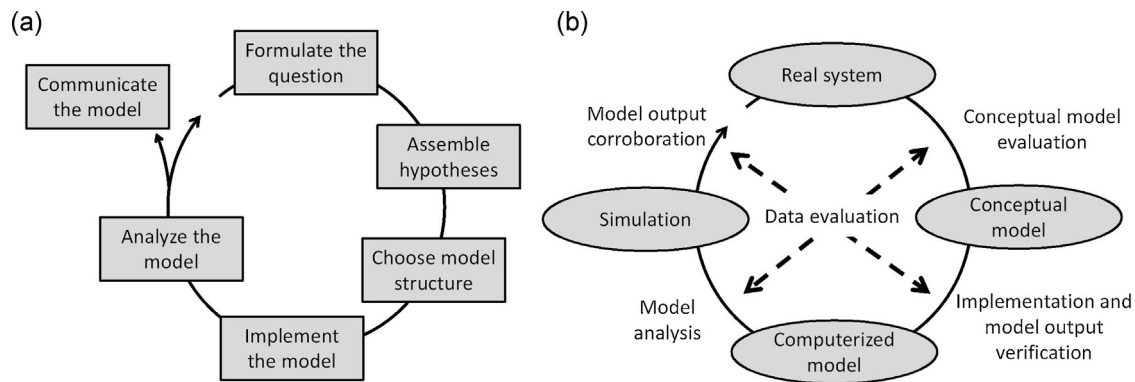 (a)
Formulate the
question
Communicate
the model
Assemble
hypotheses
Analyze the
model
Choose model
structure
Implement
the model
(b)
Real system
Model output
corroboration
Conceptual model
evaluation
Simulation
Data evaluation
Conceptual
model
Model
analysis
Implementation and
model output
verification
Computerized
model